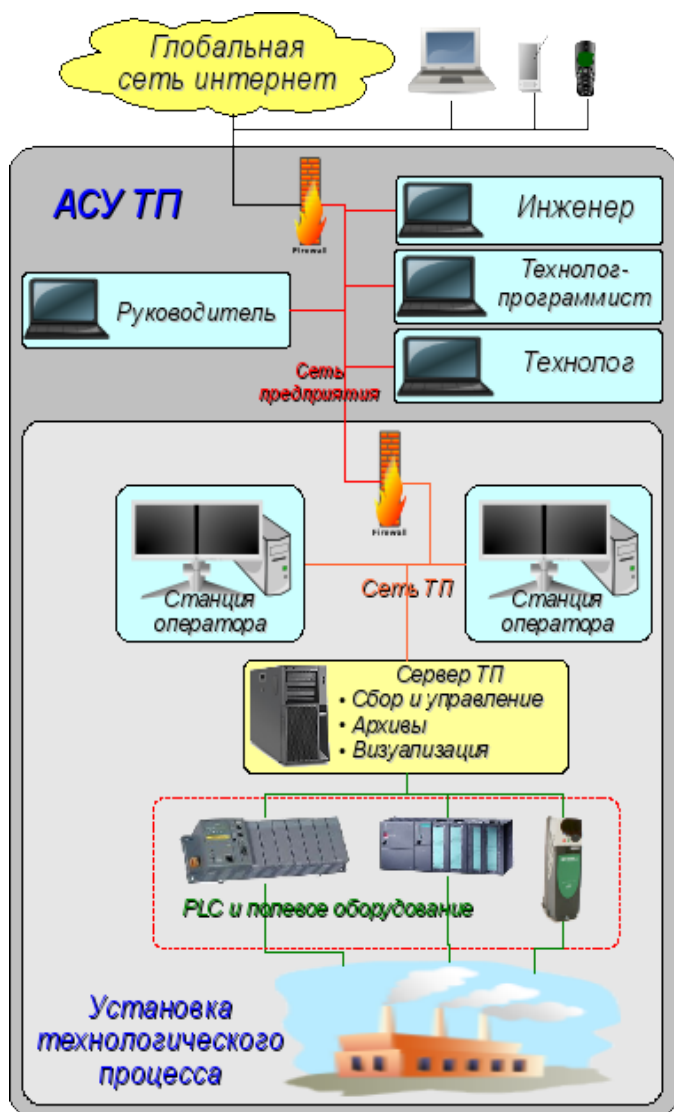 Глобальная
сеть интернет
АСУ ТП
Firewall
Инженер
Технолог-
программист
Руководитель
Технолог
Сеть
предприятия
Firewall
Станция
оператора
Сеть ТП
Станция
оператора
Сервер ТП
• Сбор и управление
• Архивы
• Визуализация
PLC и полевое оборудование
Установка
технологического
процесса